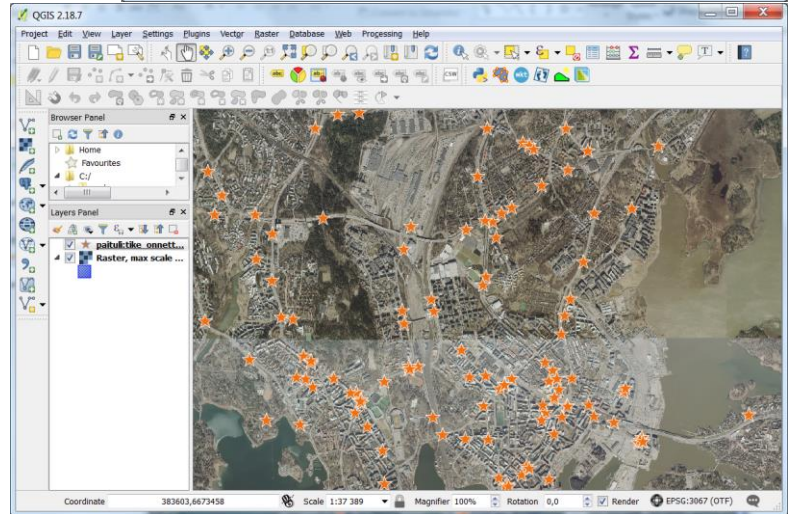 QGIS 2.18.7
Project Edit View Layer Settings Plugins Vector Raster Database Web Processing Help
CSW
Browser Panel
Home
Favourites
C:/
Layers Panel
paituli:tike_onnett...
Raster, max scale ...
Coordinate 383603,6673458 Scale 1:37 389 Magnifier 100% Rotation 0,0 Render EPSG:3067 (OTF)